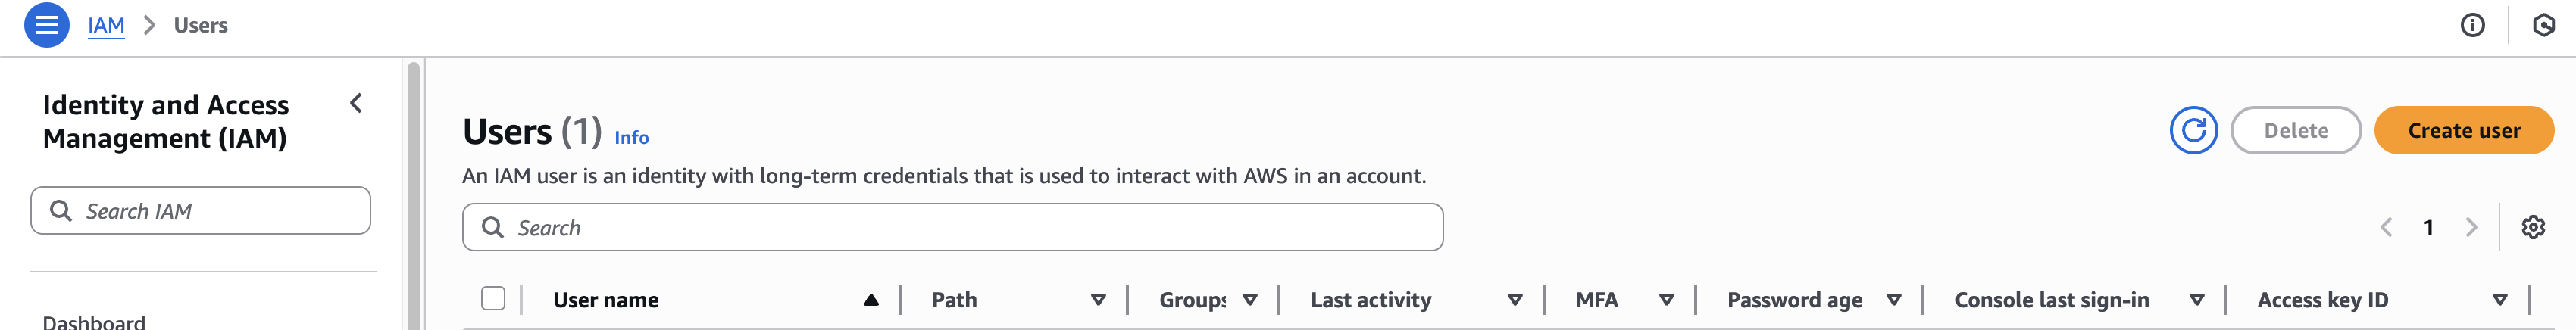 IAM > Users
Identity and Access
Management (IAM)
Search IAM
Dashboard
Users (1) Info
Delete
Create user
An IAM user is an identity with long-term credentials that is used to interact with AWS in an account.
Search
1
User name Path Groups Last activity MFA Password age Console last sign-in Access key ID